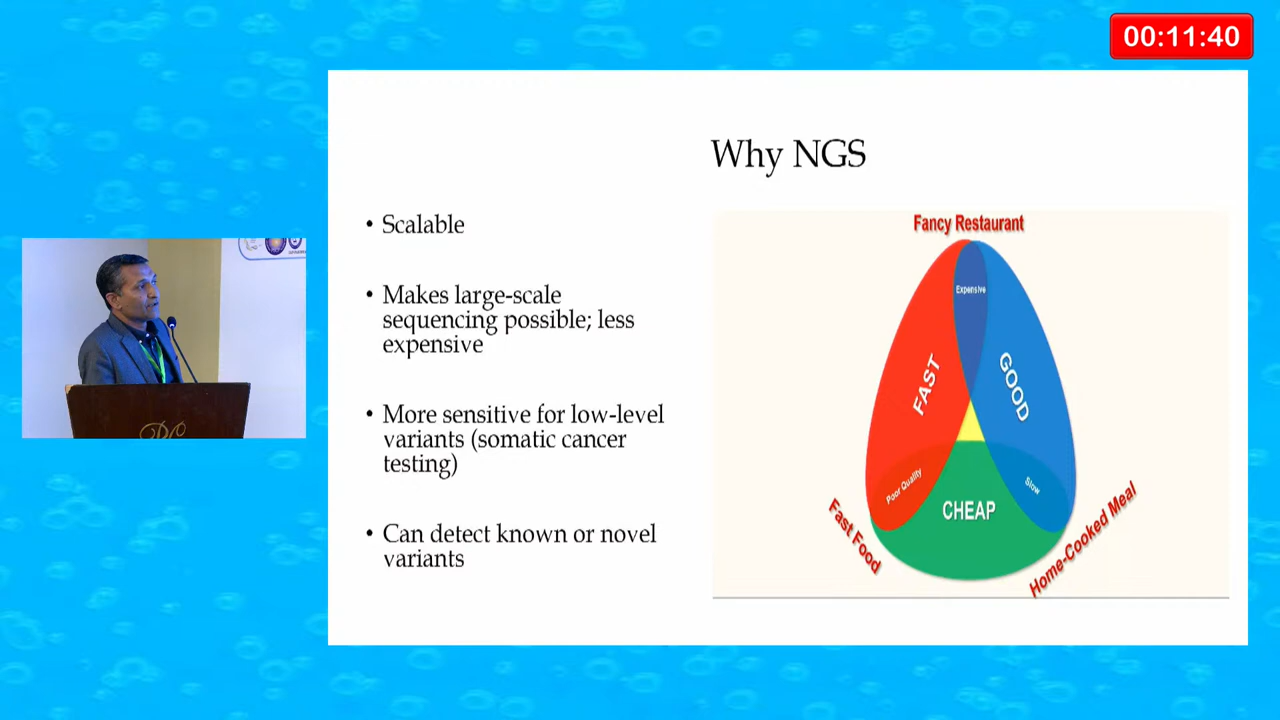 00:11:40
Why NGS
• Scalable
• Makes large-scale
sequencing possible; less
expensive
• More sensitive for low-level
variants (somatic cancer
testing)
• Can detect known or novel
variants
Fancy Restaurant
Expensive
FAST
GOOD
Poor Quality
Slow
CHEAP
Fast Food
Home-Cooked Meal